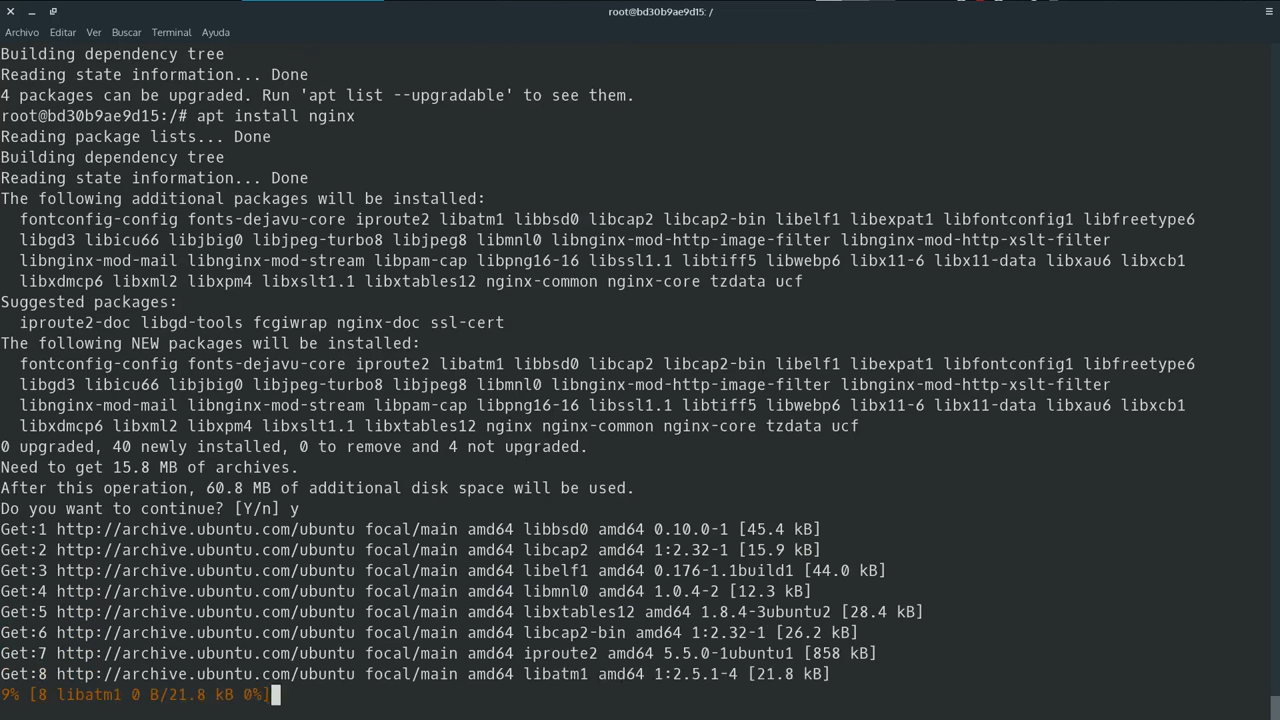 root@bd30b9ae9d15: /
Archivo Editar Ver Buscar Terminal Ayuda
Building dependency tree
Reading state information... Done
4 packages can be upgraded. Run 'apt list --upgradable' to see them.
root@bd30b9ae9d15:/# apt install nginx
Reading package lists... Done
Building dependency tree
Reading state information... Done
The following additional packages will be installed:
  fontconfig-config fonts-dejavu-core iproute2 libatm1 libbsd0 libcap2 libcap2-bin libelf1 libexpat1 libfontconfig1 libfreetype6
  libgd3 libicu66 libjbig0 libjpeg-turbo8 libjpeg8 libmnl0 libnginx-mod-http-image-filter libnginx-mod-http-xslt-filter
  libnginx-mod-mail libnginx-mod-stream libpam-cap libpng16-16 libssl1.1 libtiff5 libwebp6 libx11-6 libx11-data libxau6 libxcb1
  libxdmcp6 libxml2 libxpm4 libxslt1.1 libxtables12 nginx-common nginx-core tzdata ucf
Suggested packages:
  iproute2-doc libgd-tools fcgiwrap nginx-doc ssl-cert
The following NEW packages will be installed:
  fontconfig-config fonts-dejavu-core iproute2 libatm1 libbsd0 libcap2 libcap2-bin libelf1 libexpat1 libfontconfig1 libfreetype6
  libgd3 libicu66 libjbig0 libjpeg-turbo8 libjpeg8 libmnl0 libnginx-mod-http-image-filter libnginx-mod-http-xslt-filter
  libnginx-mod-mail libnginx-mod-stream libpam-cap libpng16-16 libssl1.1 libtiff5 libwebp6 libx11-6 libx11-data libxau6 libxcb1
  libxdmcp6 libxml2 libxpm4 libxslt1.1 libxtables12 nginx nginx-common nginx-core tzdata ucf
0 upgraded, 40 newly installed, 0 to remove and 4 not upgraded.
Need to get 15.8 MB of archives.
After this operation, 60.8 MB of additional disk space will be used.
Do you want to continue? [Y/n] y
Get:1 http://archive.ubuntu.com/ubuntu focal/main amd64 libbsd0 amd64 0.10.0-1 [45.4 kB]
Get:2 http://archive.ubuntu.com/ubuntu focal/main amd64 libcap2 amd64 1:2.32-1 [15.9 kB]
Get:3 http://archive.ubuntu.com/ubuntu focal/main amd64 libelf1 amd64 0.176-1.1build1 [44.0 kB]
Get:4 http://archive.ubuntu.com/ubuntu focal/main amd64 libmnl0 amd64 1.0.4-2 [12.3 kB]
Get:5 http://archive.ubuntu.com/ubuntu focal/main amd64 libxtables12 amd64 1.8.4-3ubuntu2 [28.4 kB]
Get:6 http://archive.ubuntu.com/ubuntu focal/main amd64 libcap2-bin amd64 1:2.32-1 [26.2 kB]
Get:7 http://archive.ubuntu.com/ubuntu focal/main amd64 iproute2 amd64 5.5.0-1ubuntu1 [858 kB]
Get:8 http://archive.ubuntu.com/ubuntu focal/main amd64 libatm1 amd64 1:2.5.1-4 [21.8 kB]
9% [8 libatm1 0 B/21.8 kB 0%]